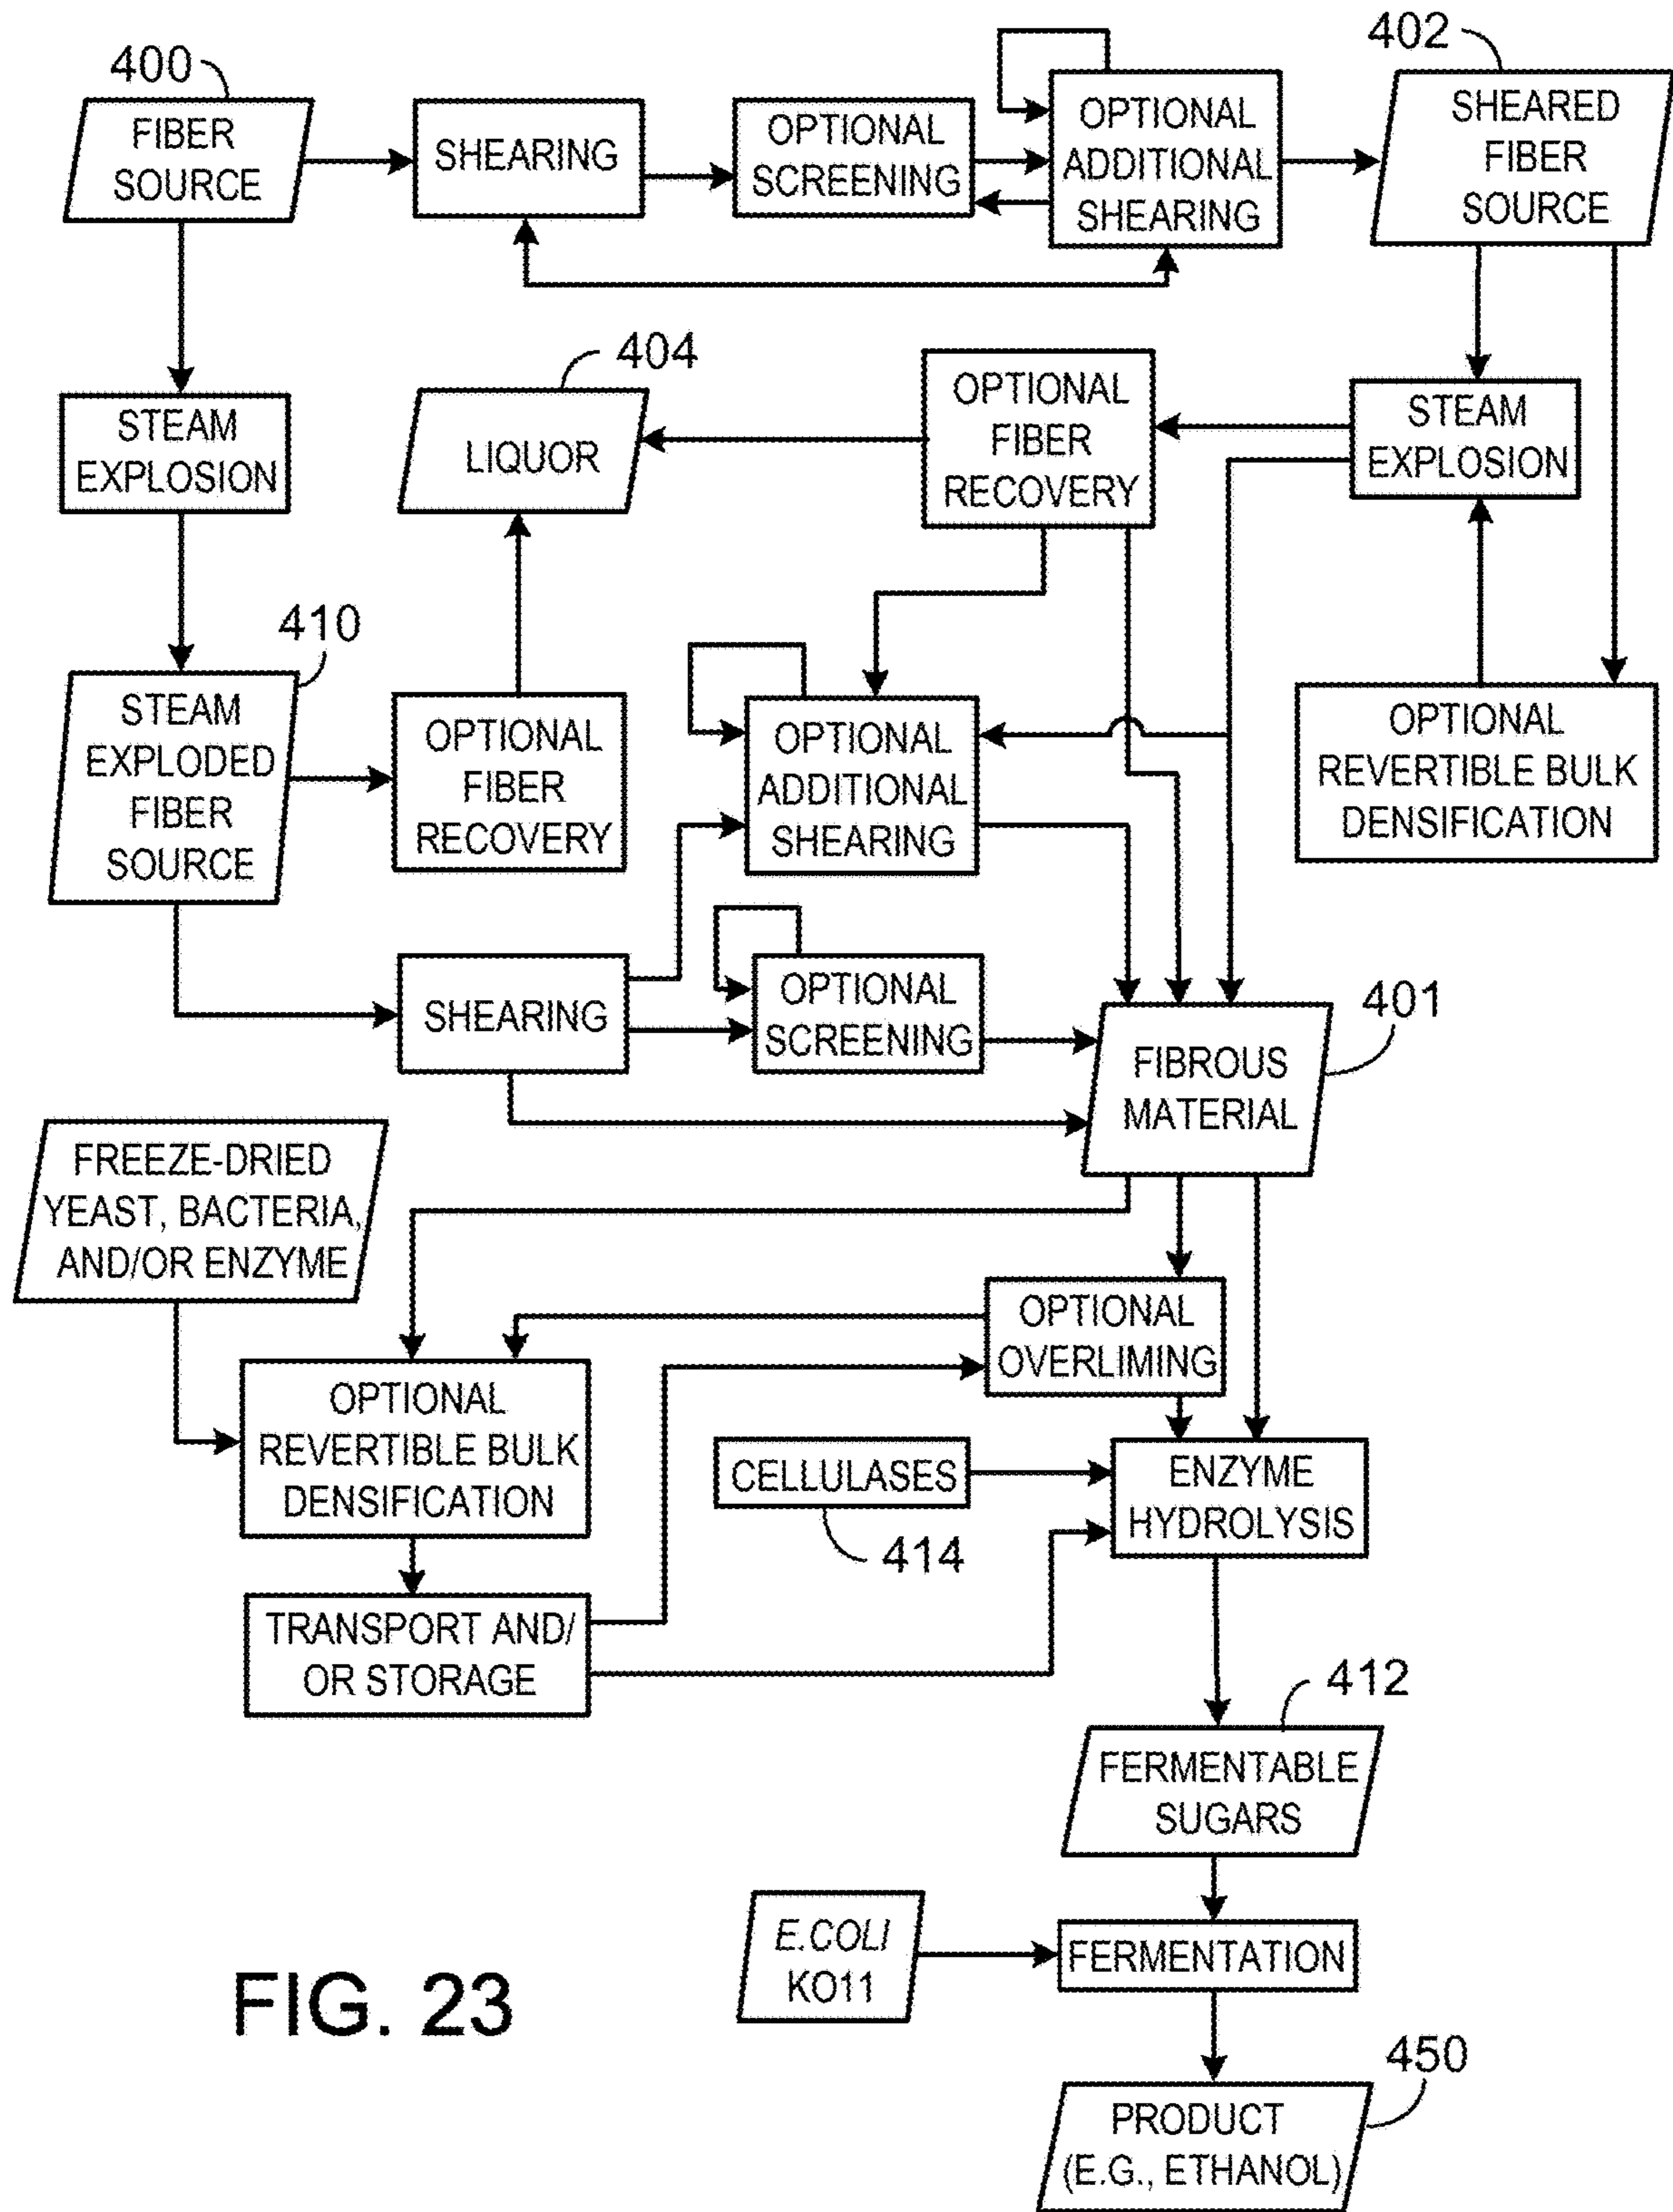 400
FIBER
SOURCE
SHEARING
OPTIONAL
SCREENING
OPTIONAL
ADDITIONAL
SHEARING
402
SHEARED
FIBER
SOURCE
STEAM
EXPLOSION
404
LIQUOR
OPTIONAL
FIBER
RECOVERY
STEAM
EXPLOSION
410
STEAM
EXPLODED
FIBER
SOURCE
OPTIONAL
FIBER
RECOVERY
OPTIONAL
ADDITIONAL
SHEARING
OPTIONAL
REVERTIBLE BULK
DENSIFICATION
SHEARING
OPTIONAL
SCREENING
401
FIBROUS
MATERIAL
FREEZE-DRIED
YEAST, BACTERIA,
AND/OR ENZYME
OPTIONAL
OVERLIMING
OPTIONAL
REVERTIBLE BULK
DENSIFICATION
CELLULASES
414
ENZYME
HYDROLYSIS
TRANSPORT AND/
OR STORAGE
412
FERMENTABLE
SUGARS
E.COLI
KO11
FERMENTATION
FIG. 23
450
PRODUCT
(E.G., ETHANOL)